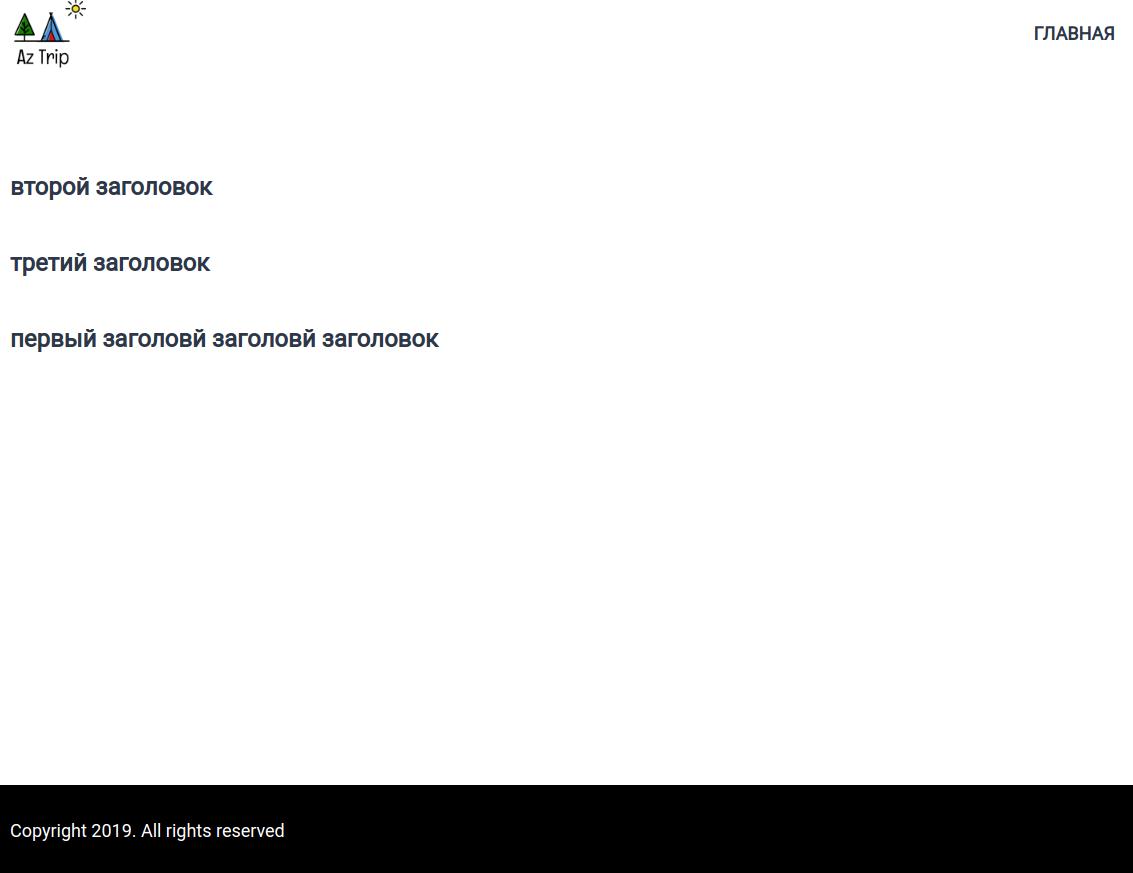 Az Trip
ГЛАВНАЯ
второй заголовок
третий заголовок
первый заголовй заголовй заголовок
Copyright 2019. All rights reserved